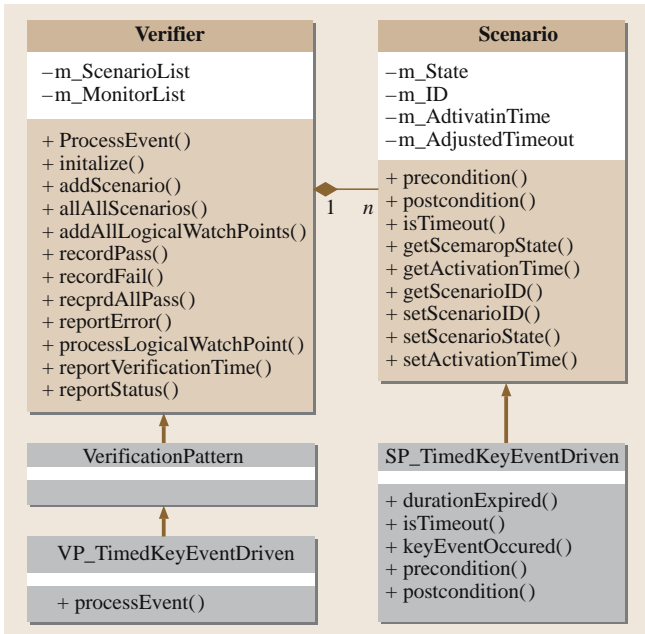 Verifier
–m_ScenarioList
–m_MonitorList
+ ProcessEvent()
+ initalize()
+ addScenario()
+ allAllScenarios()
+ addAllLogicalWatchPoints()
+ recordPass()
+ recordFail()
+ recprdAllPass()
+ reportError()
+ processLogicalWatchPoint()
+ reportVerificationTime()
+ reportStatus()
1
n
Scenario
–m_State
–m_ID
–m_AdtivatinTime
–m_AdjustedTimeout
+ precondition()
+ postcondition()
+ isTimeout()
+ getScemaropState()
+ getActivationTime()
+ getScenarioID()
+ setScenarioID()
+ setScenarioState()
+ setActivationTime()
VerificationPattern
VP_TimedKeyEventDriven
+ processEvent()
SP_TimedKeyEventDriven
+ durationExpired()
+ isTimeout()
+ keyEventOccured()
+ precondition()
+ postcondition()